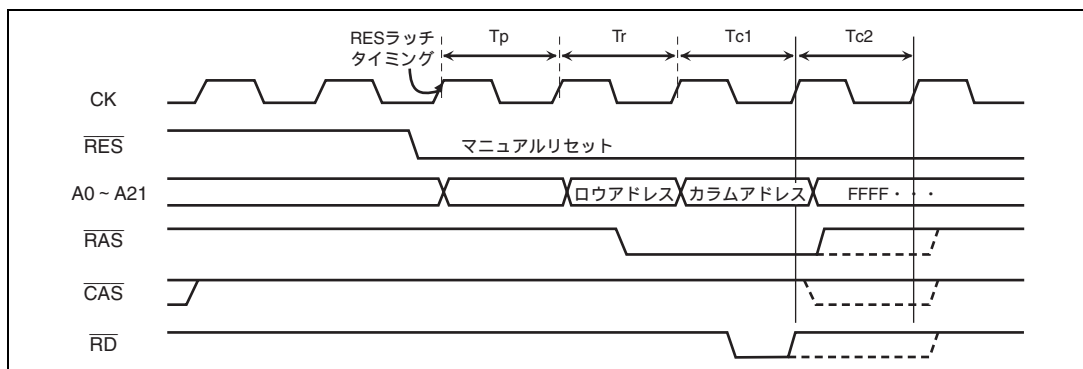 RESラッチ
タイミング
Tp
Tr
Tc1
Tc2
CK
RES
マニュアルリセット
A0 ~ A21
ロウアドレス
カラムアドレス
FFFF・・・
RAS
CAS
RD